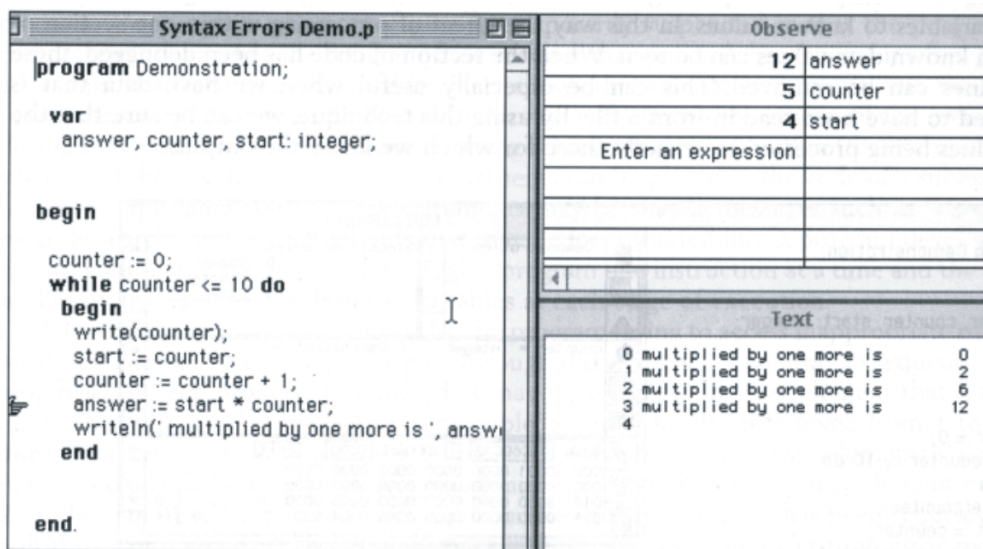 Syntax Errors Demo.p
program Demonstration;
var
answer, counter, start: integer;
begin
counter := 0;
while counter <= 10 do
begin
write(counter);
start := counter;
counter := counter + 1;
answer := start * counter;
writeln(' multiplied by one more is ', answ
end
end.
Observe
12 answer
5 counter
4 start
Enter an expression
Text
0 multiplied by one more is 0
1 multiplied by one more is 2
2 multiplied by one more is 6
3 multiplied by one more is 12
4